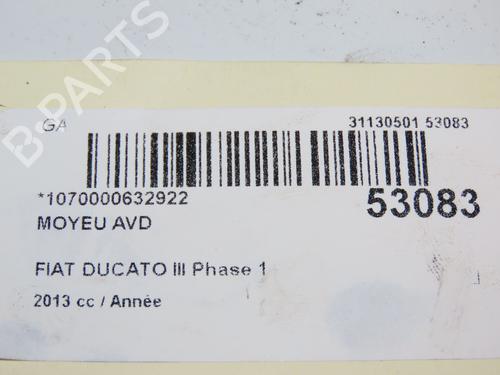 GA
31130501 53083
*1070000632922
53083
MOYEU AVD
FIAT DUCATO III Phase 1
2013 cc / Année
B-PARTS